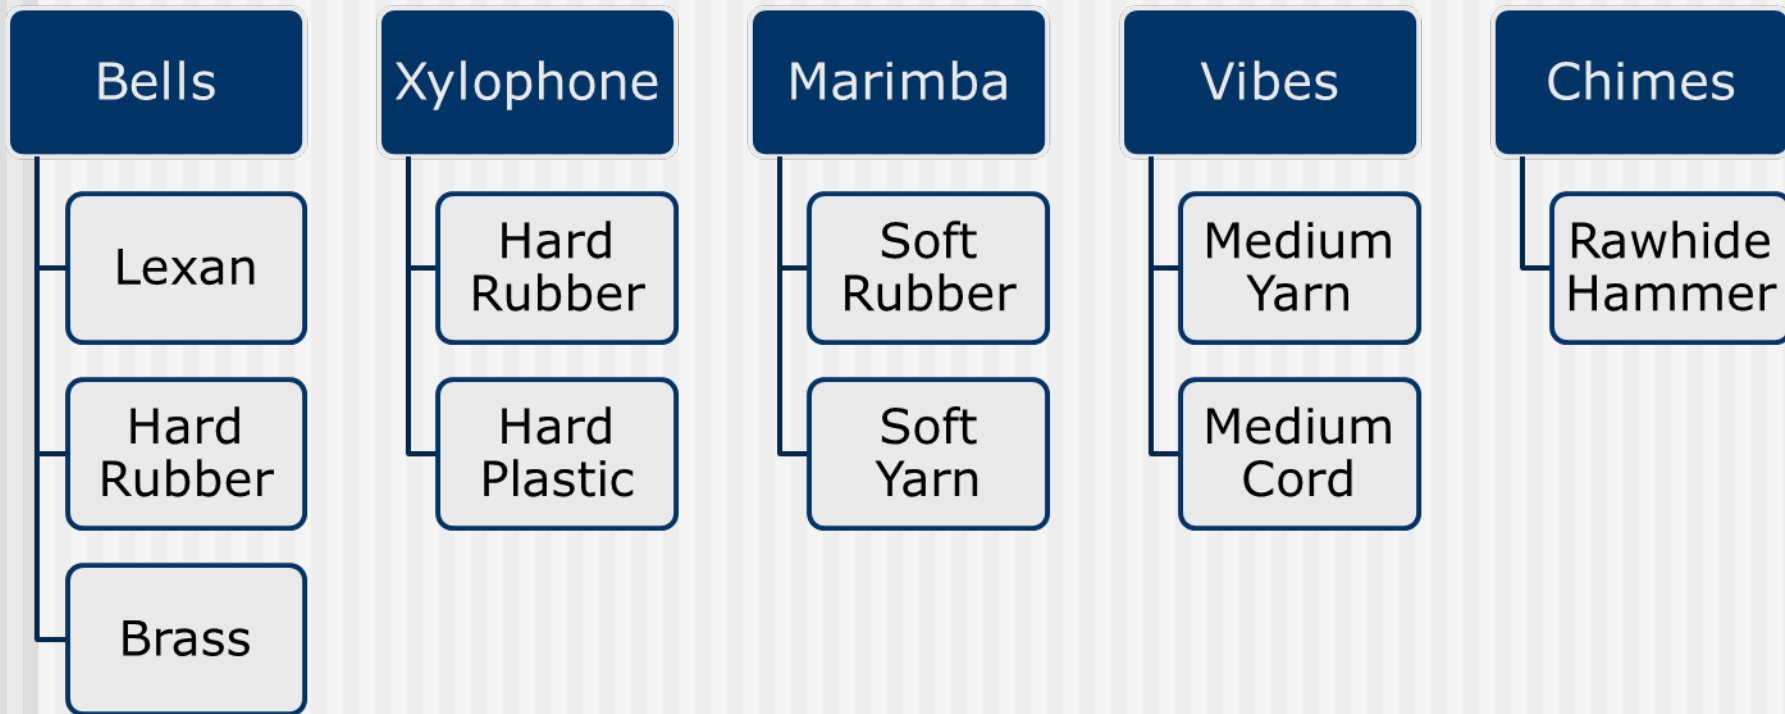 Bells
Lexan
Hard
Rubber
Brass
Xylophone
Hard
Rubber
Hard
Plastic
Marimba
Soft
Rubber
Soft
Yarn
Vibes
Medium
Yarn
Medium
Cord
Chimes
Rawhide
Hammer